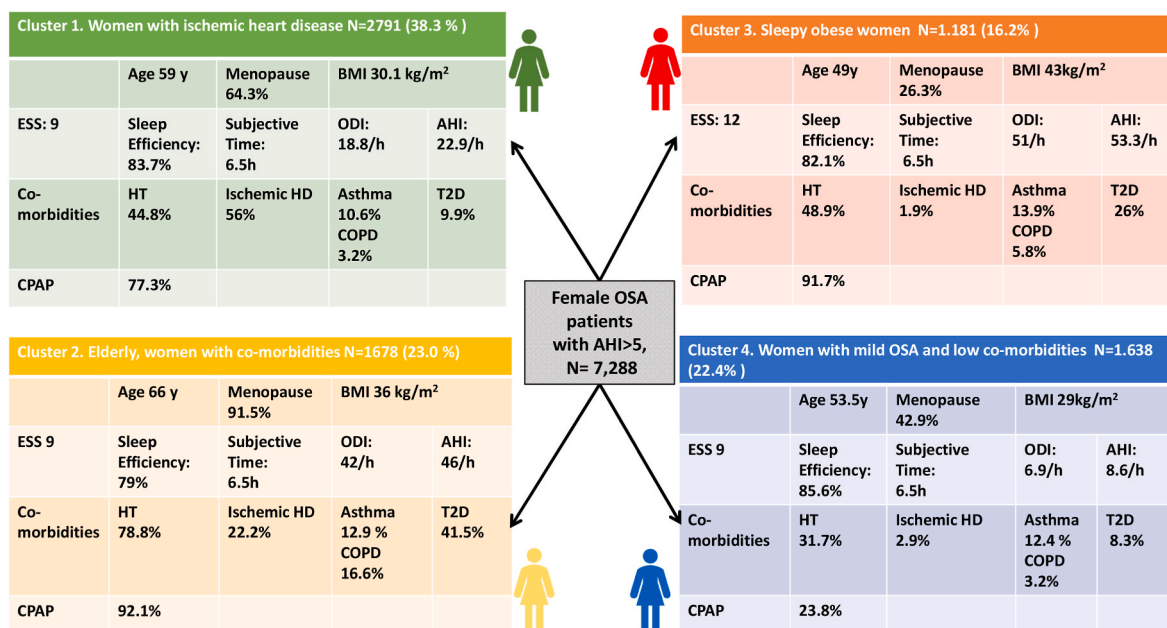 Cluster 1. Women with ischemic heart disease N=2791 (38.3 % )
Age 59 y Menopause BMI 30.1 kg/m²
64.3%
ESS: 9 Sleep Subjective ODI: AHI:
Efficiency: Time: 18.8/h 22.9/h
83.7% 6.5h
Co- HT Ischemic HD Asthma T2D
morbidities 44.8% 56% 10.6% 9.9%
COPD
3.2%
CPAP 77.3%
Cluster 3. Sleepy obese women N=1.181 (16.2% )
Age 49y Menopause BMI 43kg/m²
26.3%
ESS: 12 Sleep Subjective ODI: AHI:
Efficiency: Time: 51/h 53.3/h
82.1% 6.5h
Co- HT Ischemic HD Asthma T2D
morbidities 48.9% 1.9% 13.9% 26%
COPD
5.8%
CPAP 91.7%
Female OSA
patients
with AHI>5,
N= 7,288
Cluster 2. Elderly, women with co-morbidities N=1678 (23.0 %)
Age 66 y Menopause BMI 36 kg/m²
91.5%
ESS 9 Sleep Subjective ODI: AHI:
Efficiency: Time: 42/h 46/h
79% 6.5h
Co- HT Ischemic HD Asthma T2D
morbidities 78.8% 22.2% 12.9 % 41.5%
COPD
16.6%
CPAP 92.1%
Cluster 4. Women with mild OSA and low co-morbidities N=1.638
(22.4% )
Age 53.5y Menopause BMI 29kg/m²
42.9%
ESS 9 Sleep Subjective ODI: AHI:
Efficiency: Time: 6.9/h 8.6/h
85.6% 6.5h
Co- HT Ischemic HD Asthma T2D
morbidities 31.7% 2.9% 12.4 % 8.3%
COPD
3.2%
CPAP 23.8%